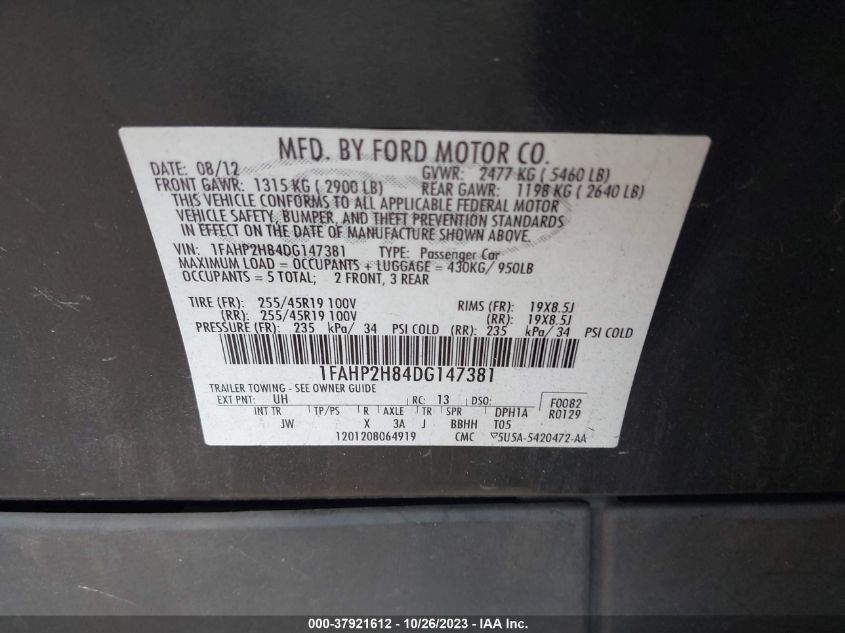 MFD. BY FORD MOTOR CO.
DATE: 08/12 GVWR: 2477 KG ( 5460 LB)
FRONT GAWR: 1315 KG ( 2900 LB) REAR GAWR: 1198 KG ( 2640 LB)
THIS VEHICLE CONFORMS TO ALL APPLICABLE FEDERAL MOTOR
VEHICLE SAFETY, BUMPER, AND THEFT PREVENTION STANDARDS
IN EFFECT ON THE DATE OF MANUFACTURE SHOWN ABOVE.
VIN: 1FAHP2H84DG147381 TYPE: Passenger Car
MAXIMUM LOAD = OCCUPANTS + LUGGAGE = 430KG/ 950LB
OCCUPANTS = 5 TOTAL; 2 FRONT, 3 REAR
TIRE (FR): 255/45R19 100V RIMS (FR): 19X8.5J
(RR): 255/45R19 100V (RR): 19X8.5J
PRESSURE (FR): 235 kPa/ 34 PSI COLD (RR): 235 kPa/ 34 PSI COLD
1FAHP2H84DG147381
TRAILER TOWING - SEE OWNER GUIDE
EXT PNT: UH RC: 13 DSO: F0082
R0129
INT TR TP/PS R AXLE TR SPR DPH1A
JW X 3A J BBHH T05
1201208064919 CMC ▽5U5A-5420472-AA
000-37921612 - 10/26/2023 - IAA Inc.